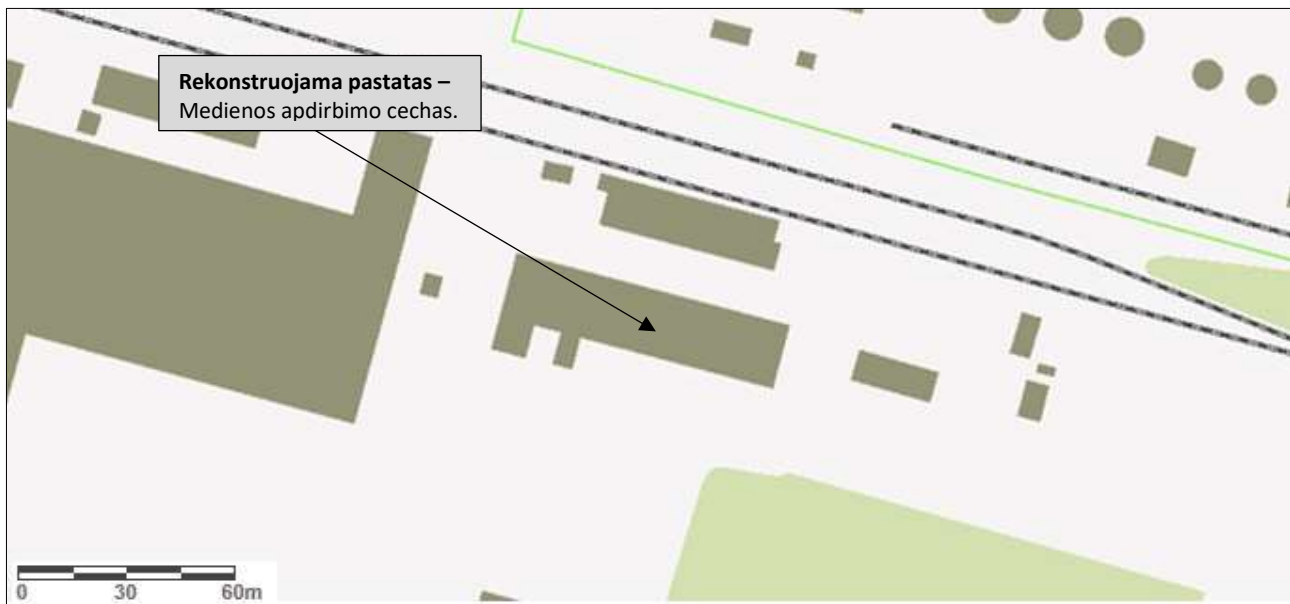 Rekonstruojama pastatas –
Medienos apdirbimo cechas.
0 30 60m